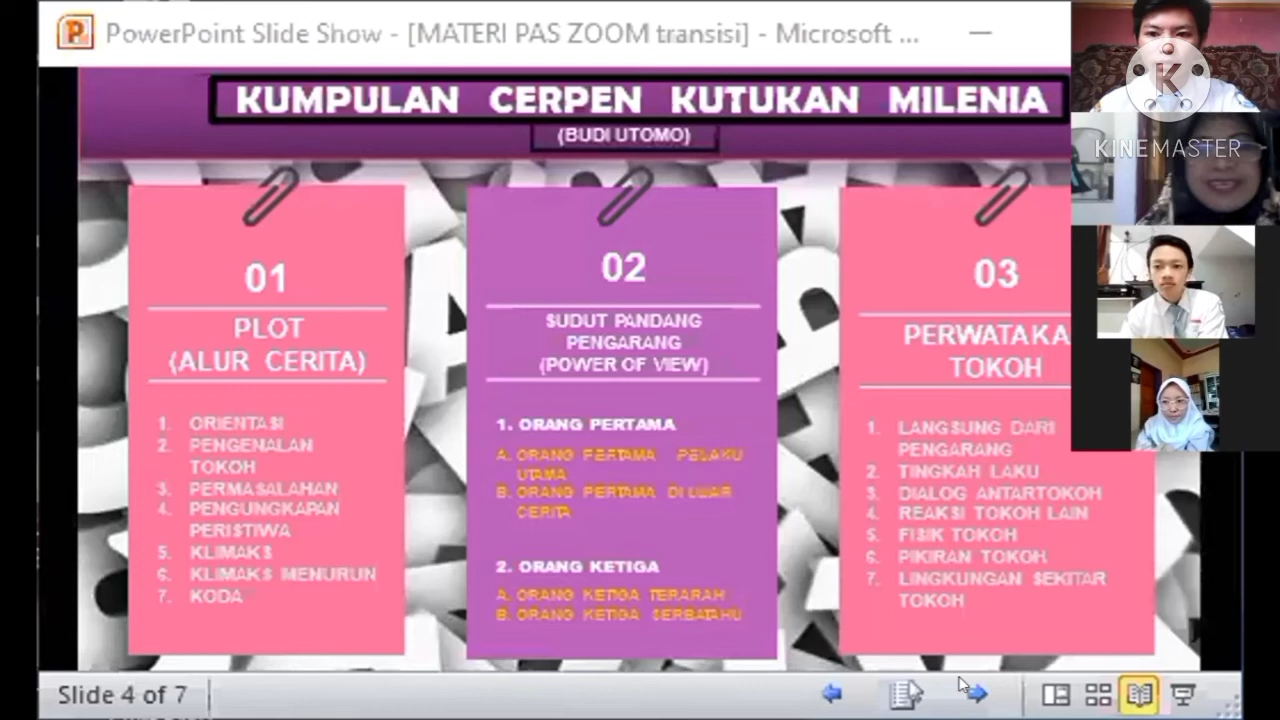 PowerPoint Slide Show - [MATERI PAS ZOOM transisi] - Microsoft ...
KUMPULAN CERPEN KUTUKAN MILENIA
(BUDI UTOMO)
01
PLOT
(ALUR CERITA)
1. ORIENTASI
2. PENGENALAN
TOKOH
3. PERMASALAHAN
4. PENGUNGKAPAN
PERISTIWA
5. KLIMAKS
6. KLIMAKS MENURUN
7. KODA
02
SUDUT PANDANG
PENGARANG
(POWER OF VIEW)
1. ORANG PERTAMA
A. ORANG PERTAMA PELAKU
UTAMA
B. ORANG PERTAMA DI LUAR
CERITA
2. ORANG KETIGA
A. ORANG KETIGA TERARAH
B. ORANG KETIGA SERBATAHU
03
PERWATAKA
TOKOH
1. LANGSUNG DARI
PENGARANG
2. TINGKAH LAKU
3. DIALOG ANTARTOKOH
4. REAKSI TOKOH LAIN
5. FISIK TOKOH
6. PIKIRAN TOKOH
7. LINGKUNGAN SEKITAR
TOKOH
K
KINEMASTER
Slide 4 of 7